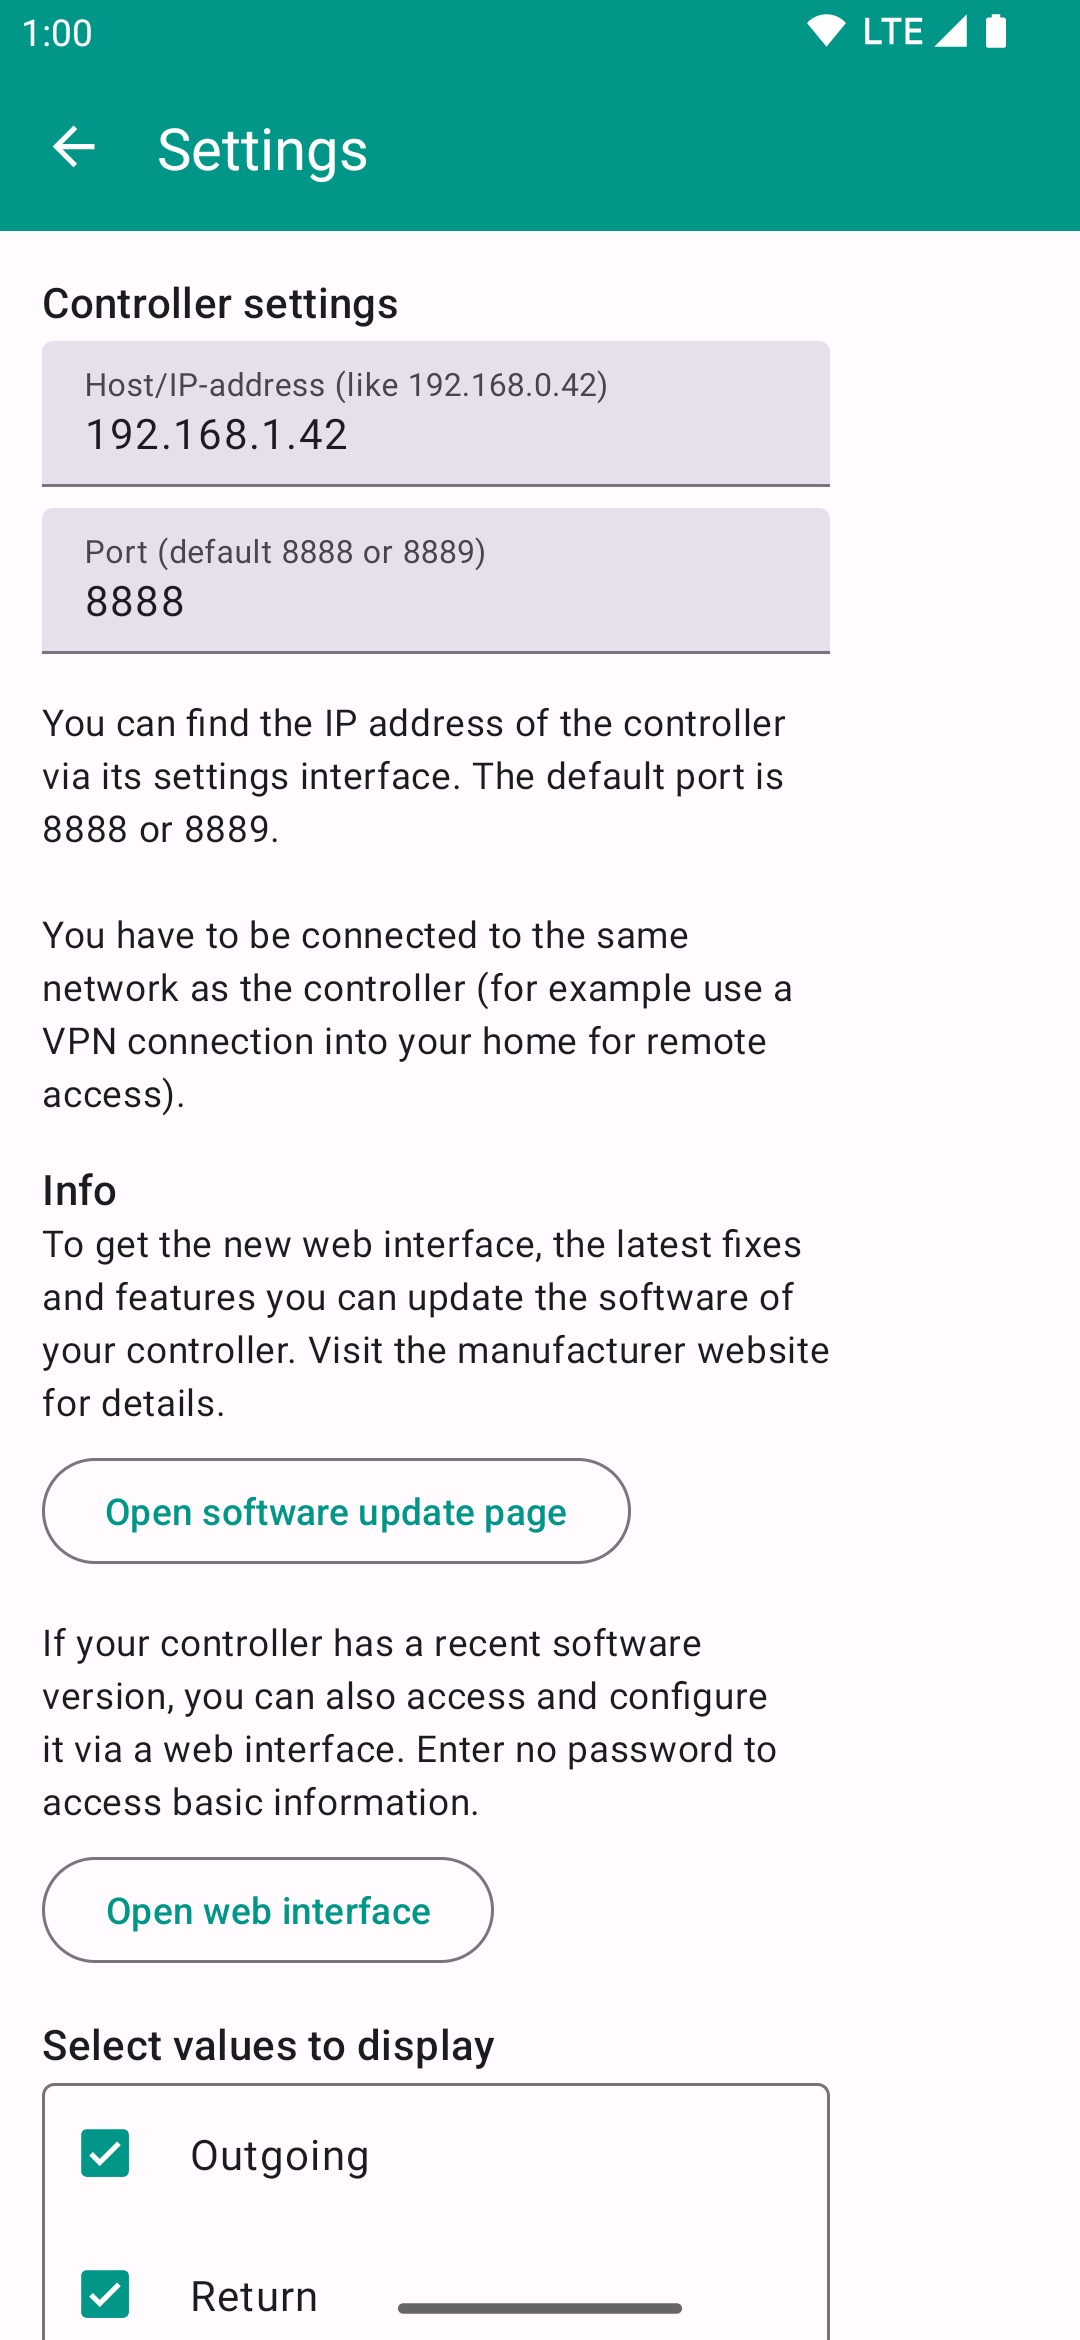 1:00
LTE
Settings
Controller settings
Host/IP-address (like 192.168.0.42)
192.168.1.42
Port (default 8888 or 8889)
8888
You can find the IP address of the controller
via its settings interface. The default port is
8888 or 8889.
You have to be connected to the same
network as the controller (for example use a
VPN connection into your home for remote
access).
Info
To get the new web interface, the latest fixes
and features you can update the software of
your controller. Visit the manufacturer website
for details.
Open software update page
If your controller has a recent software
version, you can also access and configure
it via a web interface. Enter no password to
access basic information.
Open web interface
Select values to display
Outgoing
Return